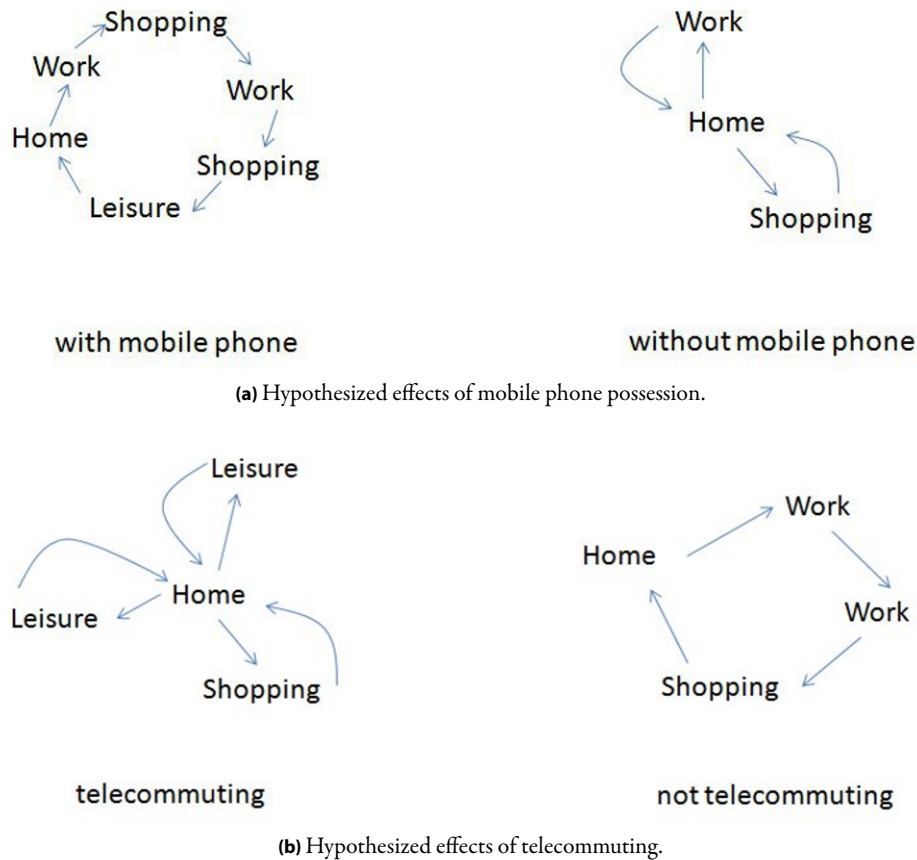 Shopping
Work
Work
Home
Shopping
Leisure
with mobile phone
Work
Home
Shopping
without mobile phone
(a) Hypothesized effects of mobile phone possession.
Leisure
Home
Leisure
Shopping
telecommuting
Work
Home
Work
Shopping
not telecommuting
(b) Hypothesized effects of telecommuting.